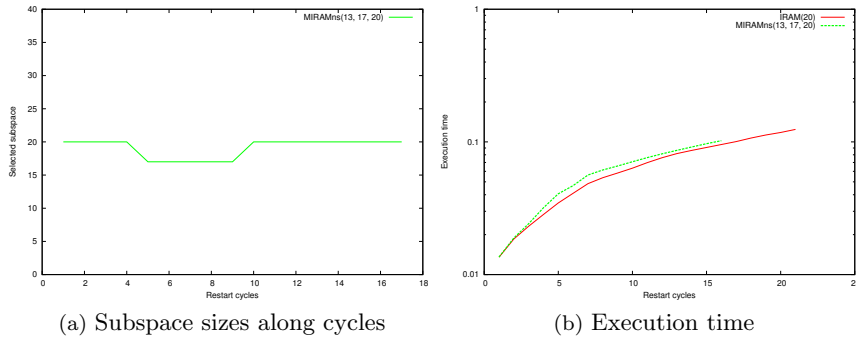 MIRAMns(13, 17, 20)
40
35
30
25
20
15
10
5
0
Selected subspace
0 2 4 6 8 10 12 14 16 18
Restart cycles
(a) Subspace sizes along cycles
IRAM(20)
MIRAMns(13, 17, 20)
1
0.1
0.01
Execution time
0 5 10 15 20 2
Restart cycles
(b) Execution time